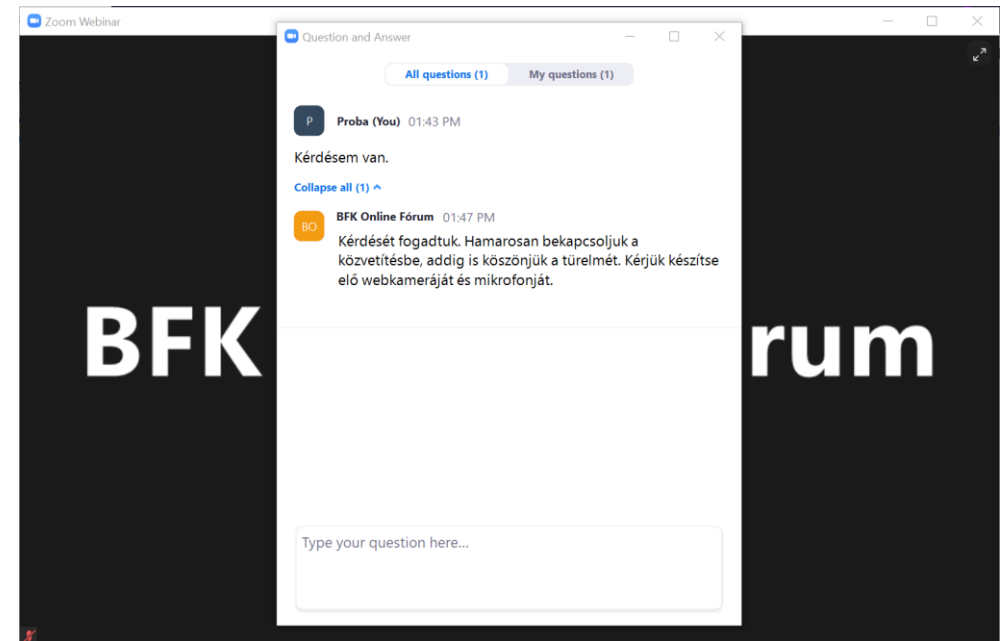 Zoom Webinar
Question and Answer
All questions (1) My questions (1)
P Proba (You) 01:43 PM
Kérdésem van.
Collapse all (1)
BO BFK Online Fórum 01:47 PM
Kérdését fogadtuk. Hamarosan bekapcsoljuk a
közvetítésbe, addig is köszönjük a türelmét. Kérjük készítse
elő webkameráját és mikrofonját.
BFK rum
Type your question here...